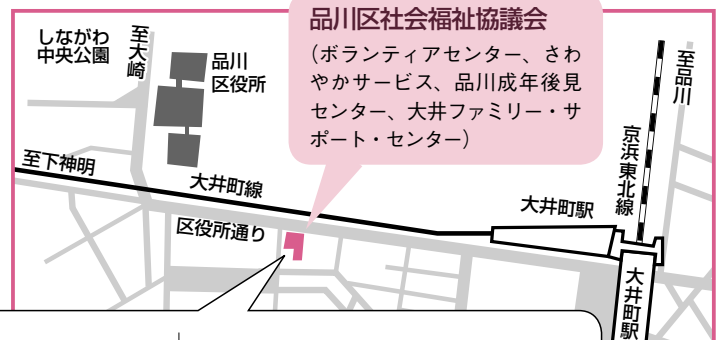 品川区社会福祉協議会
（ボランティアセンター、さわ
やかサービス、品川成年後見
センター、大井ファミリー・サ
ポート・センター）
しながわ
中央公園
至大崎
品川
区役所
至品川
京浜東北線
至下神明
大井町線
大井町駅
区役所通り
大井町駅